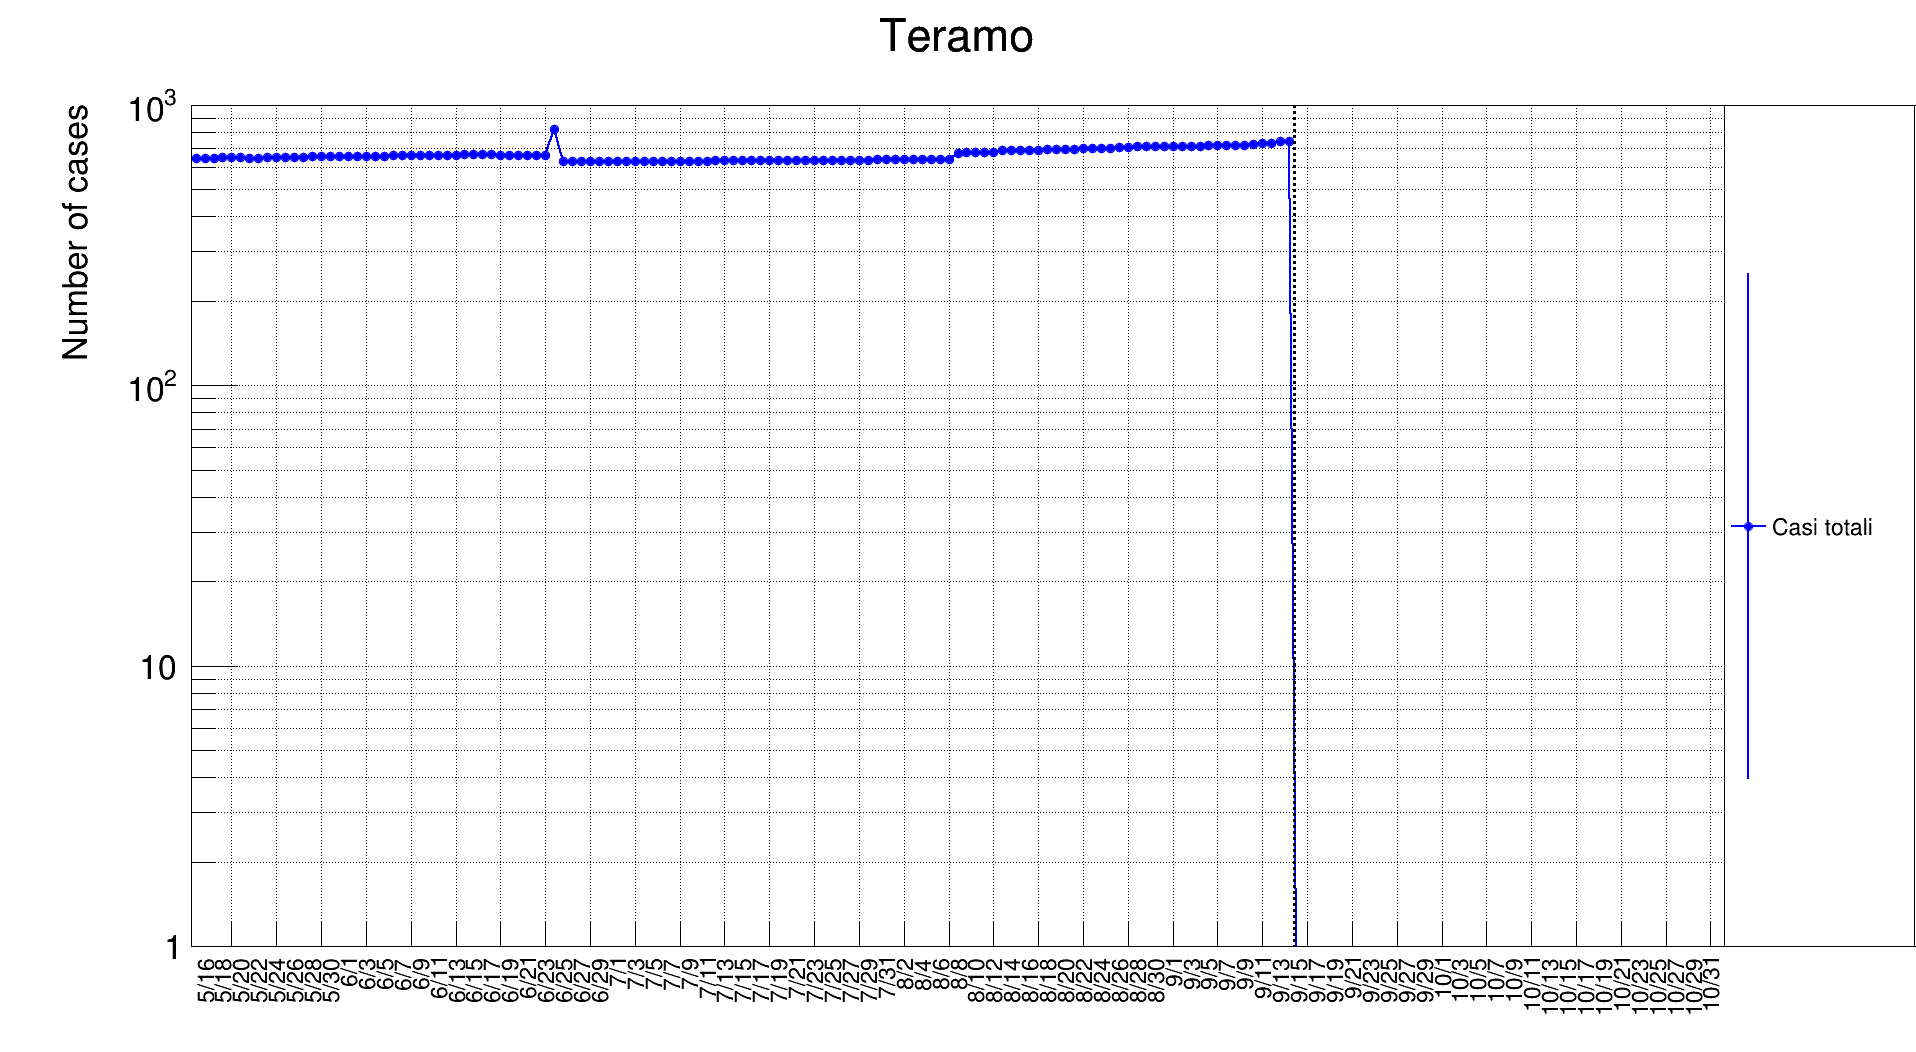 Teramo
Number of cases
10³
10²
10
1
5/16 5/18 5/20 5/22 5/24 5/26 5/28 5/30 6/1 6/3 6/5 6/7 6/9 6/11 6/13 6/15 6/17 6/19 6/21 6/23 6/25 6/27 6/29 7/1 7/3 7/5 7/7 7/9 7/11 7/13 7/15 7/17 7/19 7/21 7/23 7/25 7/27 7/29 7/31 8/2 8/4 8/6 8/8 8/10 8/12 8/14 8/16 8/18 8/20 8/22 8/24 8/26 8/28 8/30 9/1 9/3 9/5 9/7 9/9 9/11 9/13 9/15 9/17 9/19 9/21 9/23 9/25 9/27 9/29 10/1 10/3 10/5 10/7 10/9 10/11 10/13 10/15 10/17 10/19 10/21 10/23 10/25 10/27 10/29 10/31
Casi totali